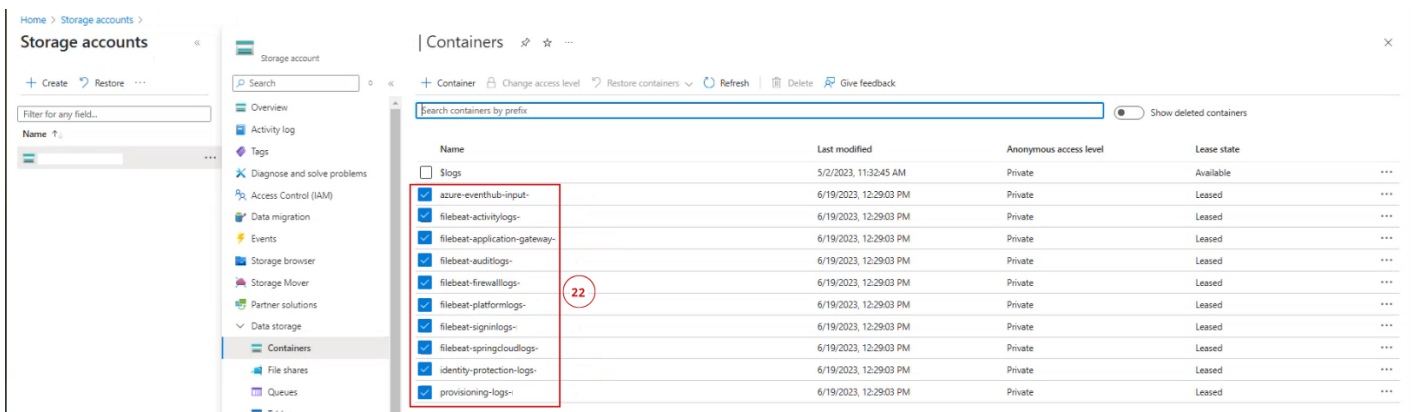 Home > Storage accounts >
Storage accounts «
+ Create Restore ...
Filter for any field...
Name ↑
...
Storage account
Search
«
Overview
Activity log
Tags
Diagnose and solve problems
Access Control (IAM)
Data migration
Events
Storage browser
Storage Mover
Partner solutions
Data storage
Containers
File shares
Queues
| Containers ...
+ Container Change access level Restore containers Refresh Delete Give feedback
Search containers by prefix
Show deleted containers
Name Last modified Anonymous access level Lease state
$logs 5/2/2023, 11:32:45 AM Private Available ...
azure-eventhub-input- 6/19/2023, 12:29:03 PM Private Leased ...
filebeat-activitylogs- 6/19/2023, 12:29:03 PM Private Leased ...
filebeat-application-gateway- 6/19/2023, 12:29:03 PM Private Leased ...
filebeat-auditlogs- 6/19/2023, 12:29:03 PM Private Leased ...
filebeat-firewalllogs- 6/19/2023, 12:29:03 PM Private Leased ...
22
filebeat-platformlogs- 6/19/2023, 12:29:03 PM Private Leased ...
filebeat-signinlogs- 6/19/2023, 12:29:03 PM Private Leased ...
filebeat-springcloudlogs- 6/19/2023, 12:29:03 PM Private Leased ...
identity-protection-logs- 6/19/2023, 12:29:03 PM Private Leased ...
provisioning-logs- 6/19/2023, 12:29:03 PM Private Leased ...